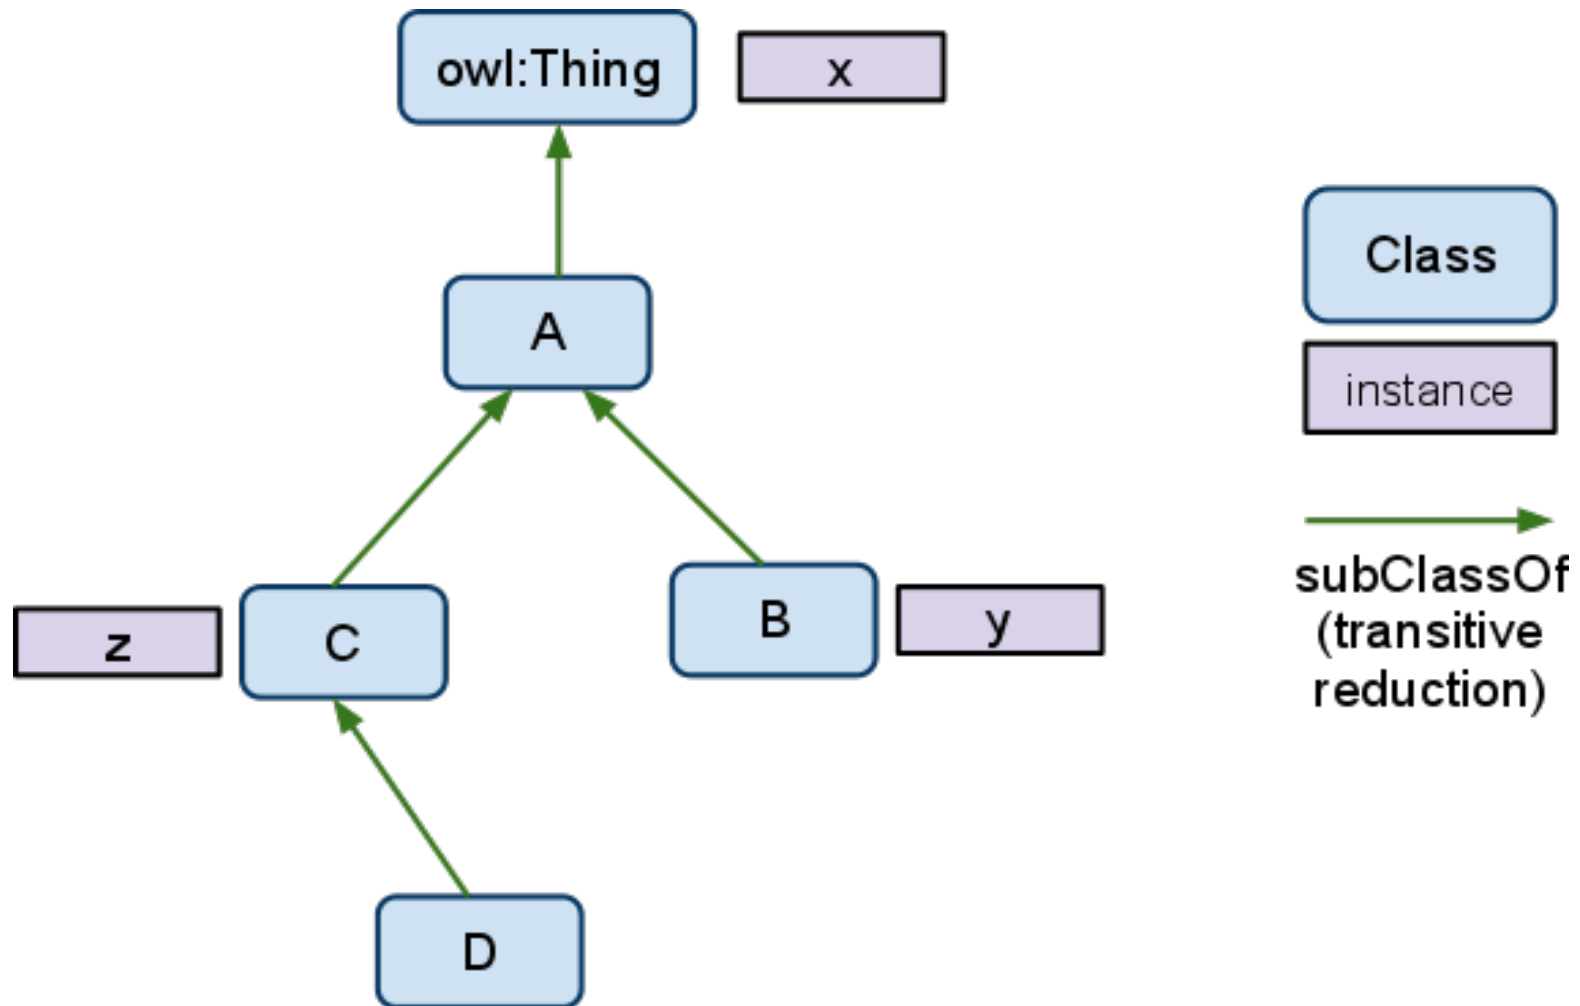 owl:Thing
x
A
z
C
B
y
D
Class
instance
subClassOf
(transitive
reduction)